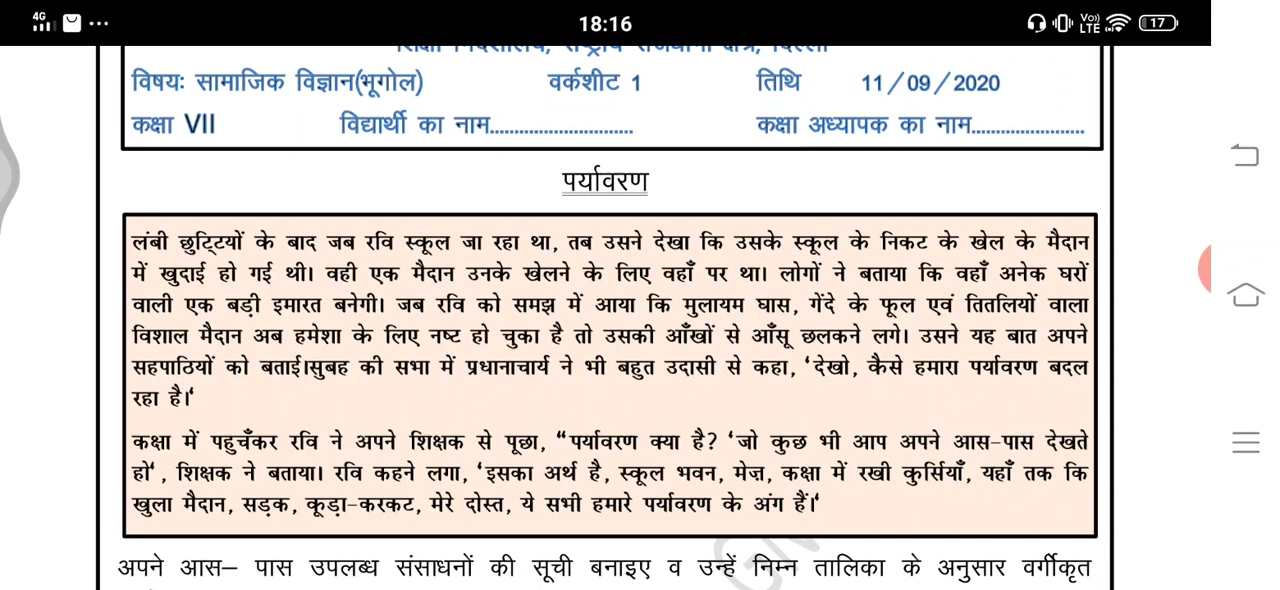 4G 18:16 Vo) LTE 17
शिक्षा निदेशालय, राष्ट्रीय राजधानी क्षेत्र, दिल्ली
विषयः सामाजिक विज्ञान(भूगोल) वर्कशीट 1 तिथि 11/09/2020
कक्षा VII विद्यार्थी का नाम............................. कक्षा अध्यापक का नाम.......................
पर्यावरण
लंबी छुट्टियों के बाद जब रवि स्कूल जा रहा था, तब उसने देखा कि उसके स्कूल के निकट के खेल के मैदान
में खुदाई हो गई थी। वही एक मैदान उनके खेलने के लिए वहाँ पर था। लोगों ने बताया कि वहाँ अनेक घरों
वाली एक बड़ी इमारत बनेगी। जब रवि को समझ में आया कि मुलायम घास, गेंदे के फूल एवं तितलियों वाला
विशाल मैदान अब हमेशा के लिए नष्ट हो चुका है तो उसकी आँखों से आँसू छलकने लगे। उसने यह बात अपने
सहपाठियों को बताई।सुबह की सभा में प्रधानाचार्य ने भी बहुत उदासी से कहा, ‘देखो, कैसे हमारा पर्यावरण बदल
रहा है।‘
कक्षा में पहुचँकर रवि ने अपने शिक्षक से पूछा, “पर्यावरण क्या है? ‘जो कुछ भी आप अपने आस-पास देखते
हो‘, शिक्षक ने बताया। रवि कहने लगा, ‘इसका अर्थ है, स्कूल भवन, मेज़, कक्षा में रखी कुर्सियाँ, यहाँ तक कि
खुला मैदान, सड़क, कूड़ा-करकट, मेरे दोस्त, ये सभी हमारे पर्यावरण के अंग हैं।‘
अपने आस– पास उपलब्ध संसाधनों की सूची बनाइए व उन्हें निम्न तालिका के अनुसार वर्गीकृत